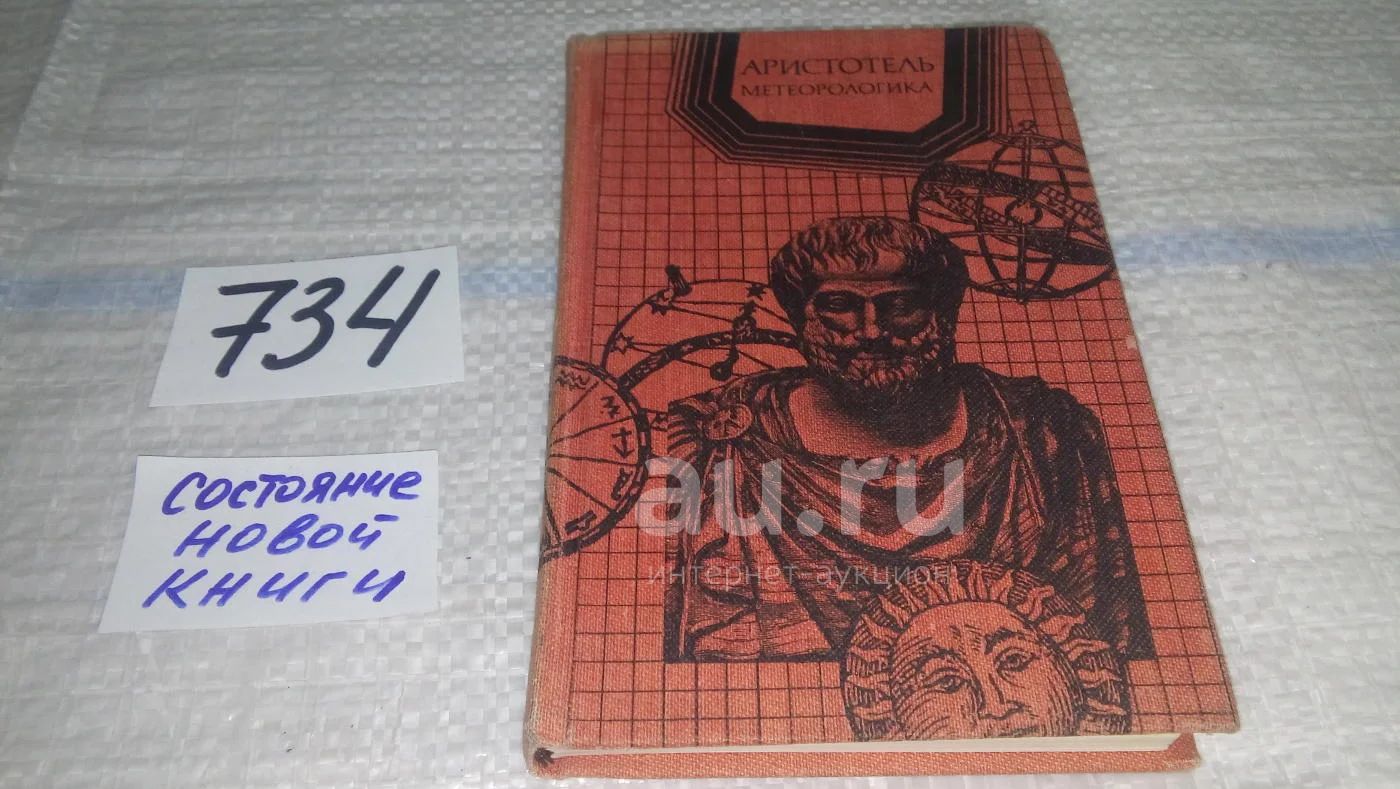 АРИСТОТЕЛЬ
МЕТЕОРОЛОГИКА
734
состояние
новой
книги
au.ru
интернет-аукцион